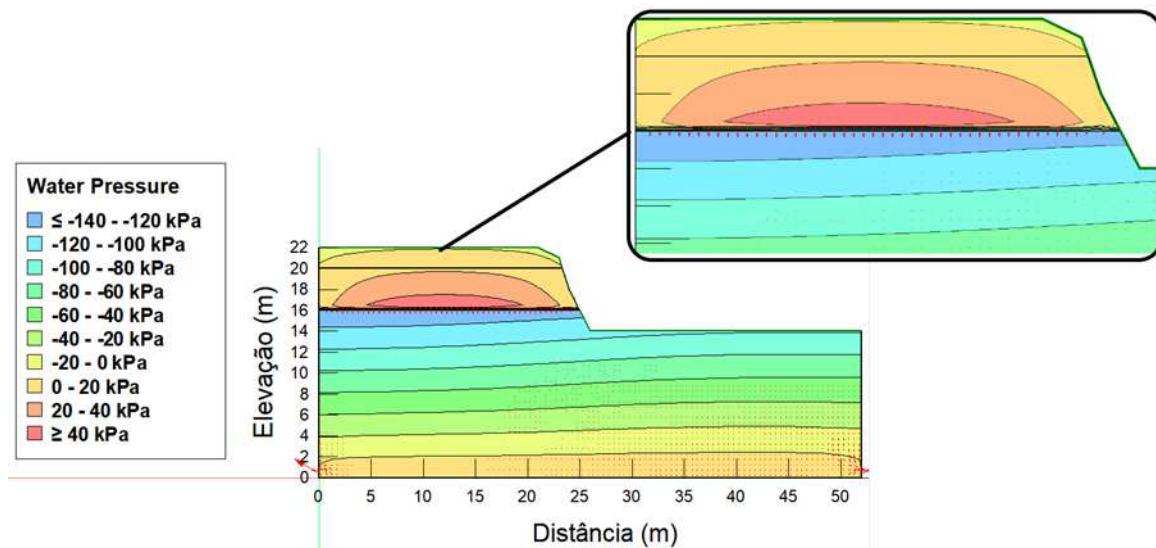 Water Pressure
≤ -140 - -120 kPa
-120 - -100 kPa
-100 - -80 kPa
-80 - -60 kPa
-60 - -40 kPa
-40 - -20 kPa
-20 - 0 kPa
0 - 20 kPa
20 - 40 kPa
≥ 40 kPa
Elevação (m)
22
20
18
16
14
12
10
8
6
4
2
0
0 5 10 15 20 25 30 35 40 45 50
Distância (m)